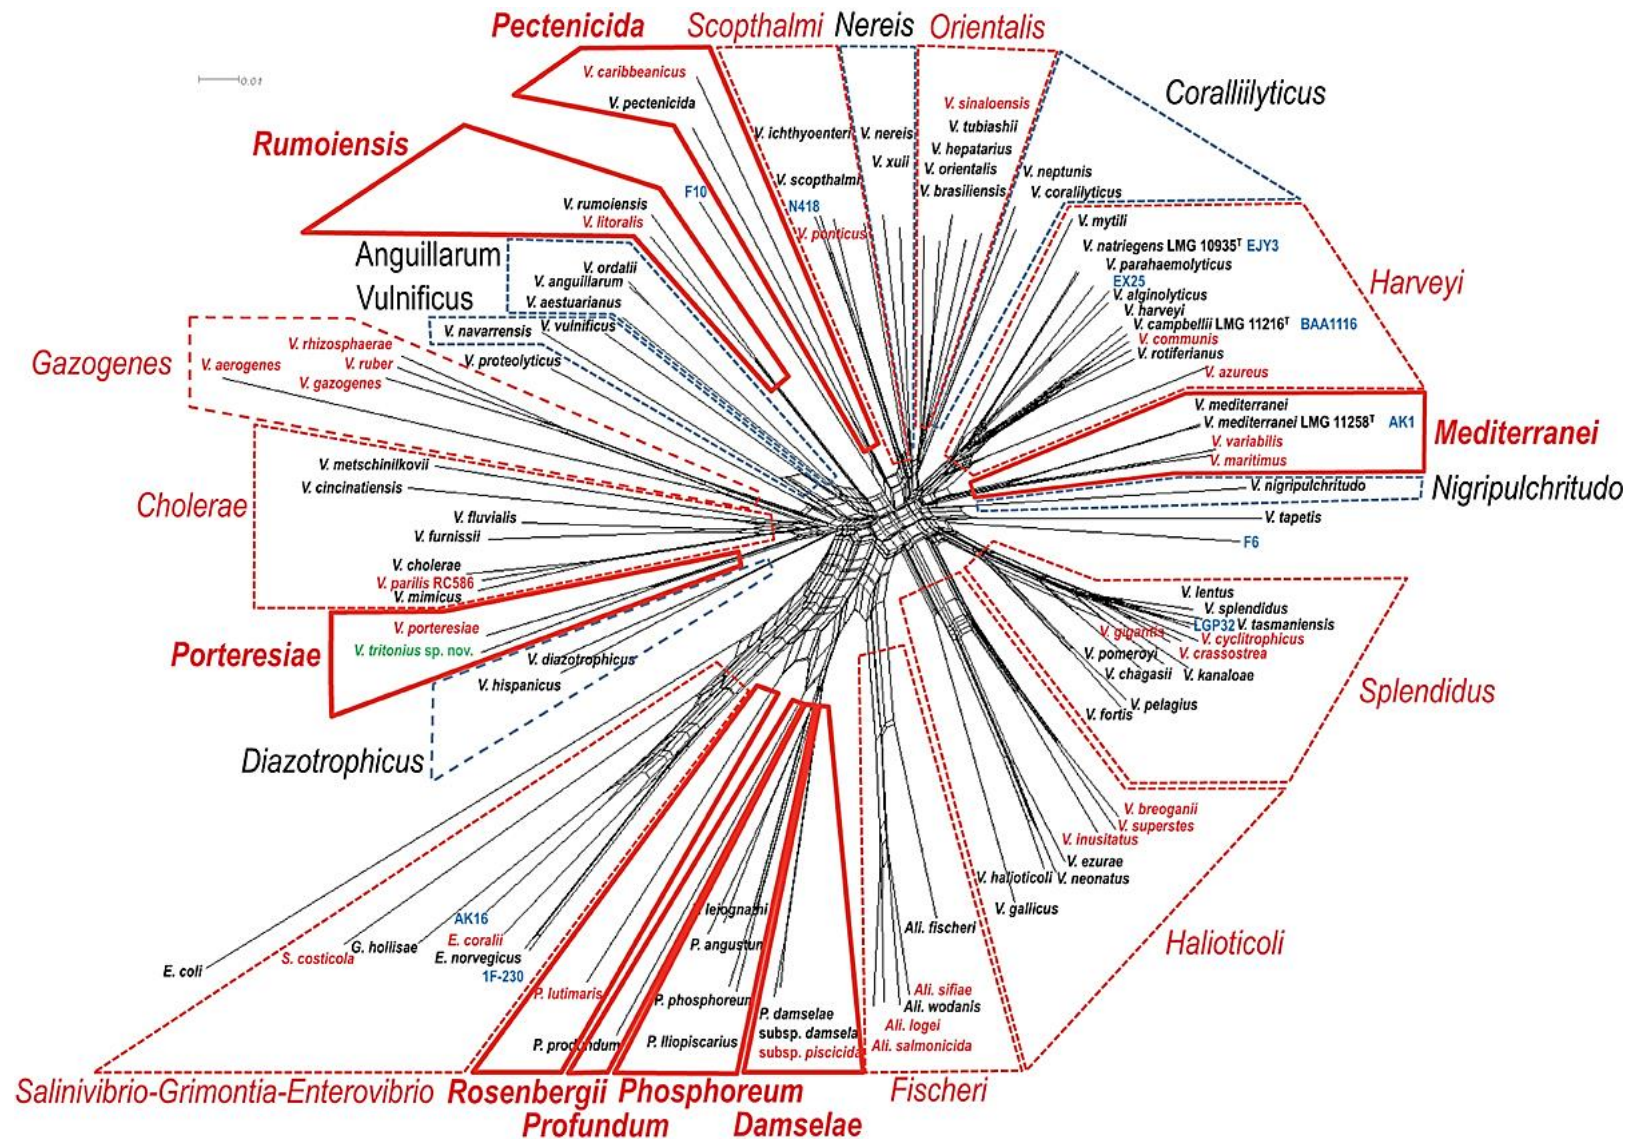 Pectenicida
Scopthalmi
Nereis
Orientalis
0.01
V. caribbeanicus
V. pectenicida
Coralliilyticus
Rumoiensis
F10
V. rumoiensis
V. litoralis
V. ichthyoenteri
V. scopthalmi
N418
V. ponticus
V. nereis
V. xuii
V. sinaloensis
V. tubiashii
V. hepatarius
V. orientalis
V. brasiliensis
V. neptunis
V. coralilyticus
V. mytili
V. natriegens LMG 10935ᵀ EJY3
V. parahaemolyticus
EX25
V. alginolyticus
V. harveyi
V. campbellii LMG 11216ᵀ BAA1116
V. communis
V. rotiferianus
V. azureus
Harveyi
Anguillarum
V. ordalii
V. anguillarum
V. aestuarianus
Vulnificus
V. navarrensis
V. vulnificus
V. proteolyticus
Gazogenes
V. rhizosphaerae
V. aerogenes
V. ruber
V. gazogenes
V. mediterranei
V. mediterranei LMG 11258ᵀ AK1
V. variabilis
V. maritimus
Mediterranei
V. nigripulchritudo
Nigripulchritudo
V. tapetis
F6
Cholerae
V. metschinilkovii
V. cincinatiensis
V. fluvialis
V. furnissii
V. cholerae
V. parilis RC586
V. mimicus
Porteresiae
V. porteresiae
V. tritonius sp. nov.
V. diazotrophicus
V. hispanicus
Diazotrophicus
V. lentus
V. splendidus
LGP32 V. tasmaniensis
V. gigantis
V. cyclitrophicus
V. pomeroyi
V. crassostrea
V. chagasii
V. kanaloae
V. pelagius
V. fortis
Splendidus
V. breoganii
V. superstes
V. inusitatus
V. ezurae
V. halioticoli
V. neonatus
V. gallicus
Halioticoli
E. coli
S. costicola
G. hollisae
AK16
E. coralii
E. norvegicus
1F-230
P. lutimaris
P. profundum
leiognathi
P. angustum
P. phosphoreum
P. Iliopiscarius
P. damselae
subsp. damsela
subsp. piscicida
Ali. fischeri
Ali. sifiae
Ali. wodanis
Ali. logei
Ali. salmonicida
Salinivibrio-Grimontia-Enterovibrio
Rosenbergii
Phosphoreum
Fischeri
Profundum
Damselae